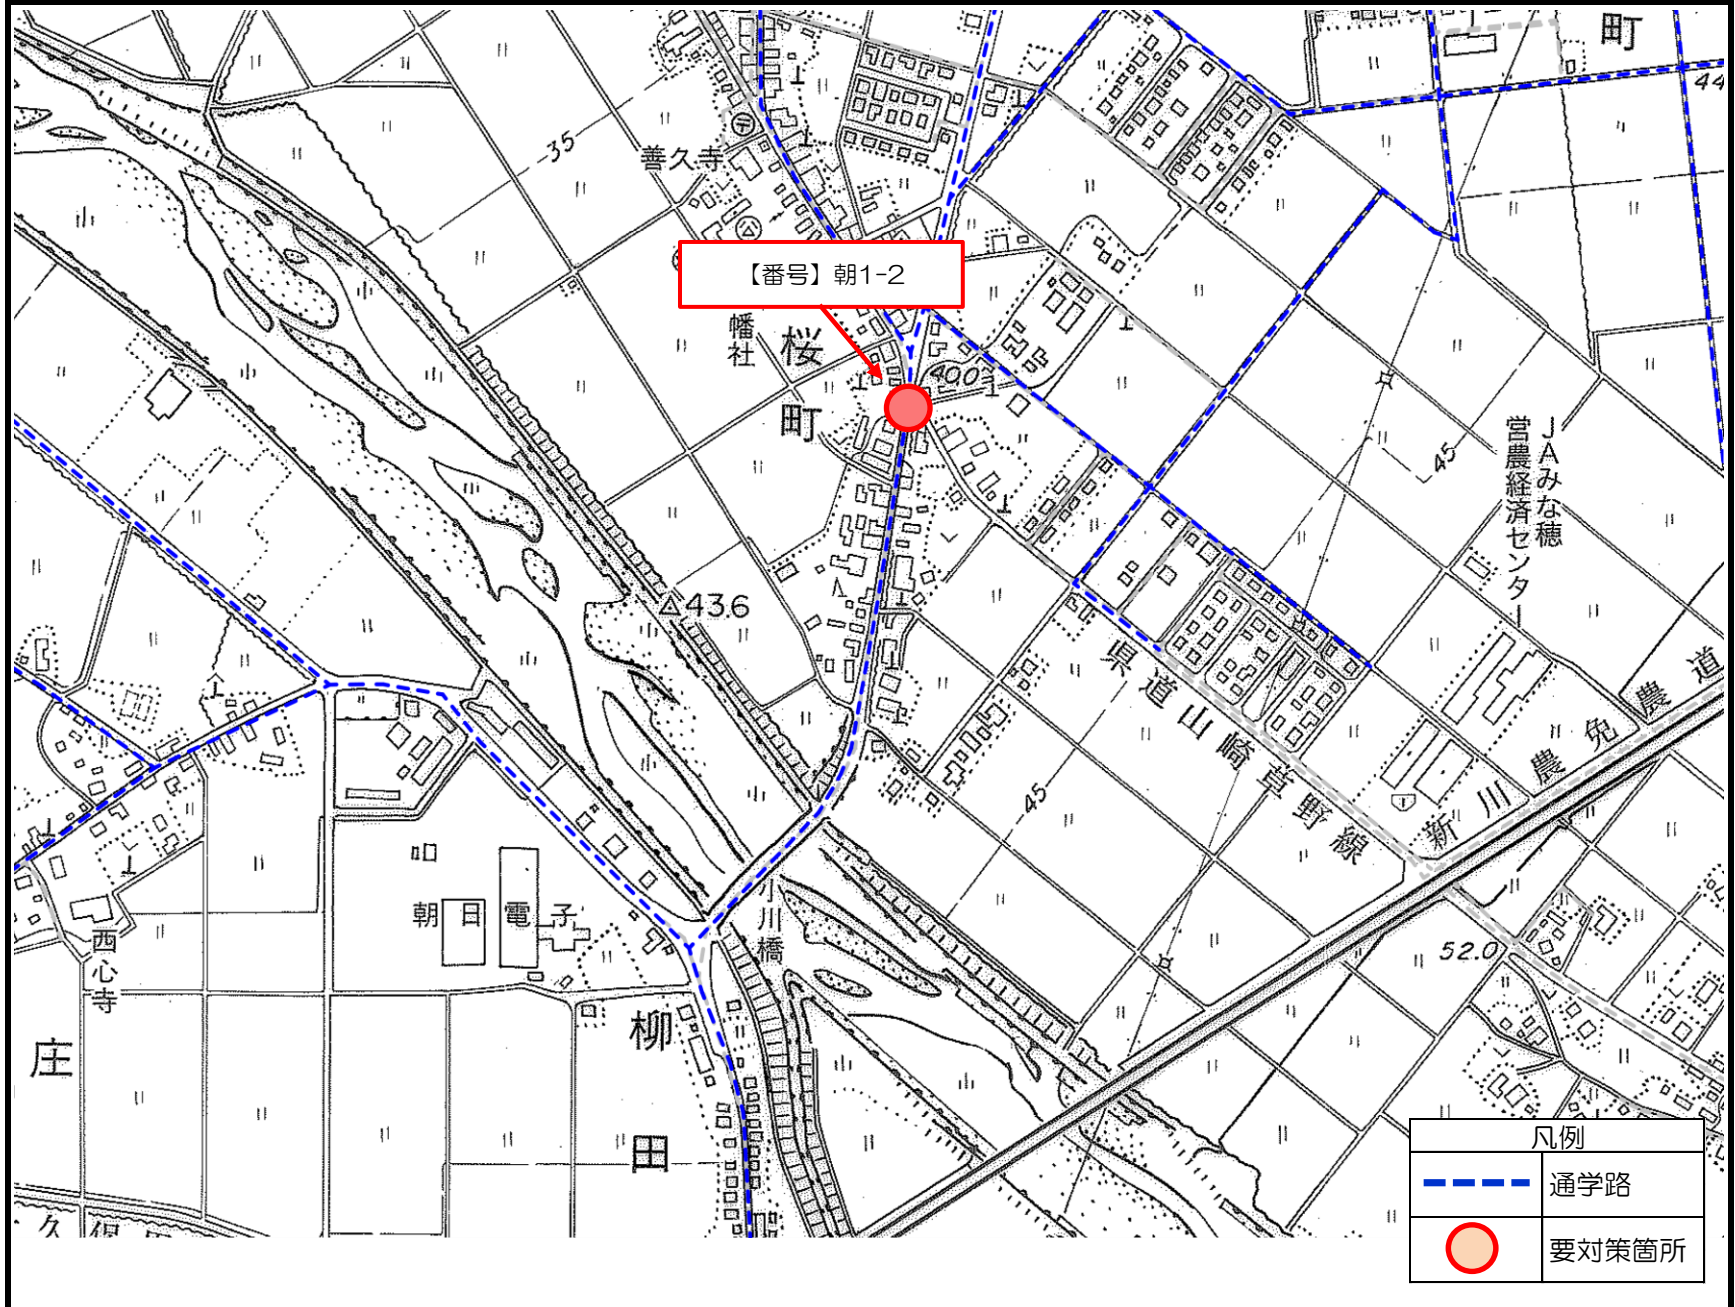 町
44
35
善久寺
【番号】朝1-2
幡社
桜
町
400
45
JAみな穂
営農経済センター
43.6
県道山崎草野線
新川農免農道
45
小川橋
朝日電子
西心寺
52.0
庄
柳
田
久保
凡例
通学路
要対策箇所